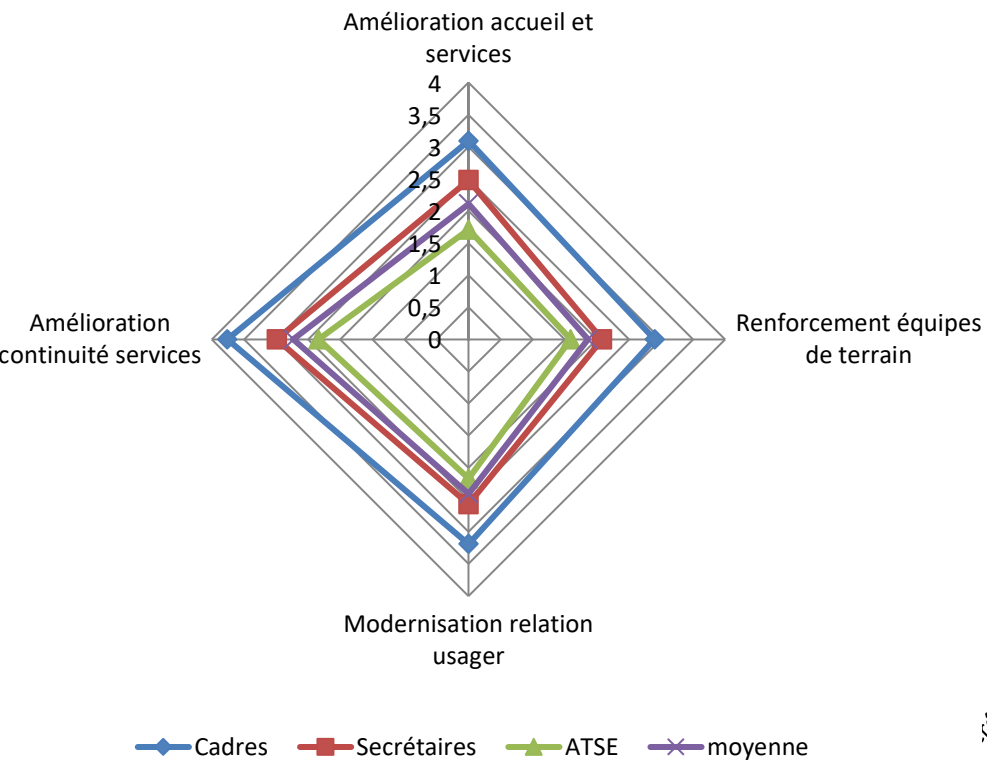 Amélioration accueil et
services
4
3,5
3
2,5
2
1,5
1
0,5
0
Amélioration
continuité services
Renforcement équipes
de terrain
Modernisation relation
usager
Cadres
Secrétaires
ATSE
moyenne